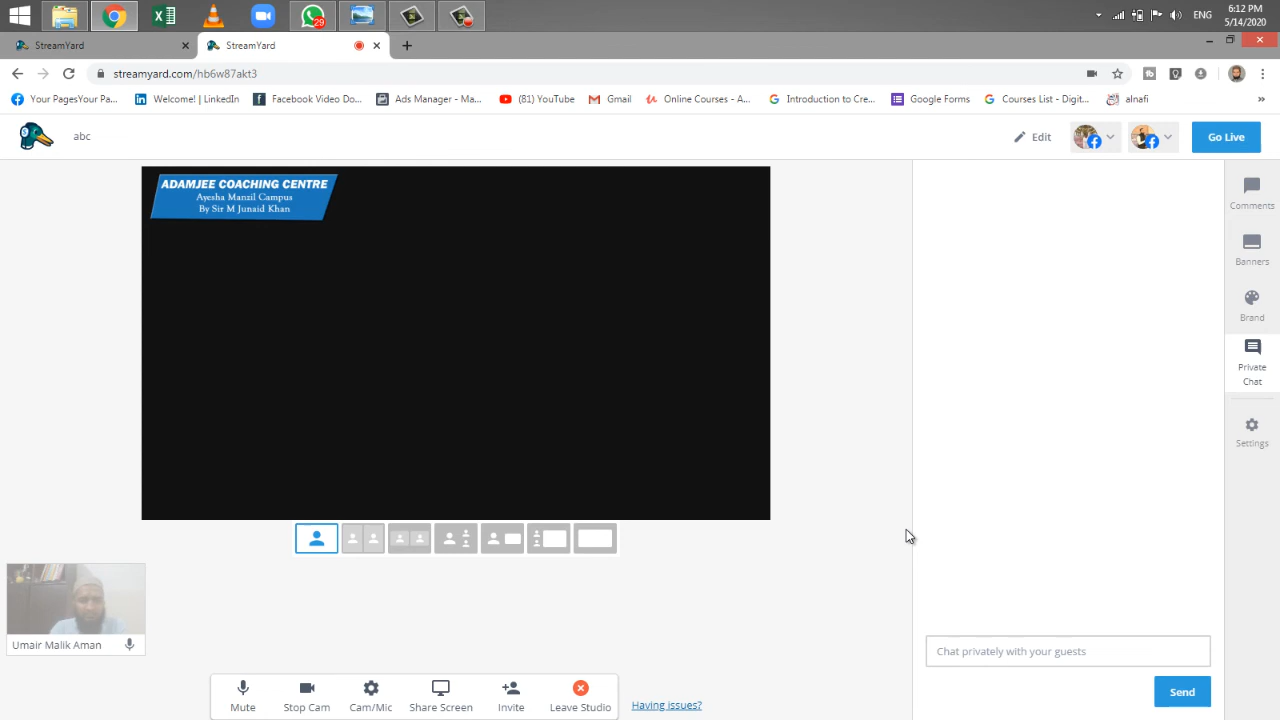 29
ENG
6:12 PM
5/14/2020
StreamYard
StreamYard
streamyard.com/hb6w87akt3
Your PagesYour Pa...
Welcome! | LinkedIn
Facebook Video Do...
Ads Manager - Ma...
(81) YouTube
Gmail
Online Courses - A...
Introduction to Cre...
Google Forms
Courses List - Digit...
alnafi
abc
Edit
Go Live
ADAMJEE COACHING CENTRE
Ayesha Manzil Campus
By Sir M Junaid Khan
Comments
Banners
Brand
Private
Chat
Settings
Umair Malik Aman
Chat privately with your guests
Send
Mute
Stop Cam
Cam/Mic
Share Screen
Invite
Leave Studio
Having issues?